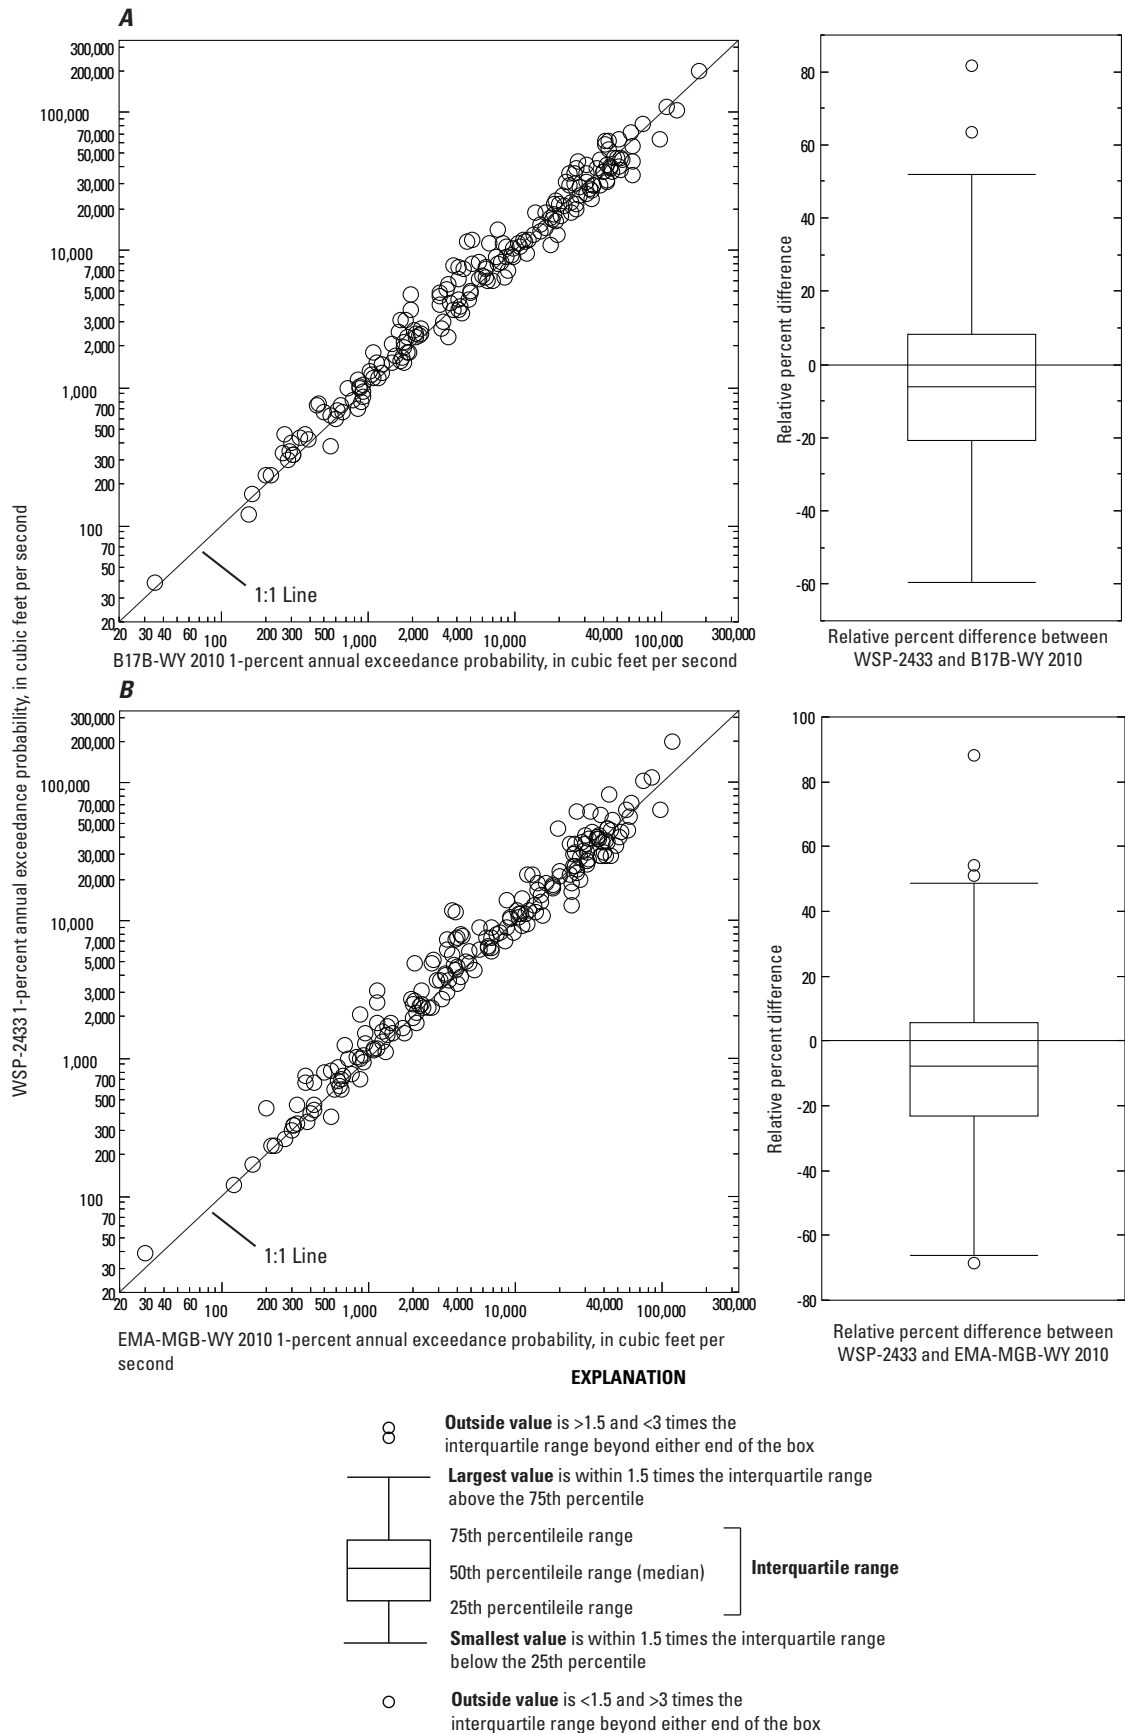 A
300,000
200,000
100,000
70,000
50,000
30,000
20,000
10,000
7,000
5,000
3,000
2,000
1,000
700
500
300
200
100
70
50
30
20
1:1 Line
20 30 40 60 100 200 300 500 1,000 2,000 4,000 10,000 40,000 100,000 300,000
B17B-WY 2010 1-percent annual exceedance probability, in cubic feet per second
80
60
40
20
0
-20
-40
-60
Relative percent difference
Relative percent difference between
WSP-2433 and B17B-WY 2010
WSP-2433 1-percent annual exceedance probability, in cubic feet per second
B
300,000
200,000
100,000
70,000
50,000
30,000
20,000
10,000
7,000
5,000
3,000
2,000
1,000
700
500
300
200
100
70
50
30
20
1:1 Line
20 30 40 60 100 200 300 500 1,000 2,000 4,000 10,000 40,000 100,000 300,000
EMA-MGB-WY 2010 1-percent annual exceedance probability, in cubic feet per
second
100
80
60
40
20
0
-20
-40
-60
-80
Relative percent difference
Relative percent difference between
WSP-2433 and EMA-MGB-WY 2010
EXPLANATION
Outside value is >1.5 and <3 times the
interquartile range beyond either end of the box
Largest value is within 1.5 times the interquartile range
above the 75th percentile
75th percentileile range
50th percentileile range (median)
25th percentileile range
Interquartile range
Smallest value is within 1.5 times the interquartile range
below the 25th percentile
Outside value is <1.5 and >3 times the
interquartile range beyond either end of the box